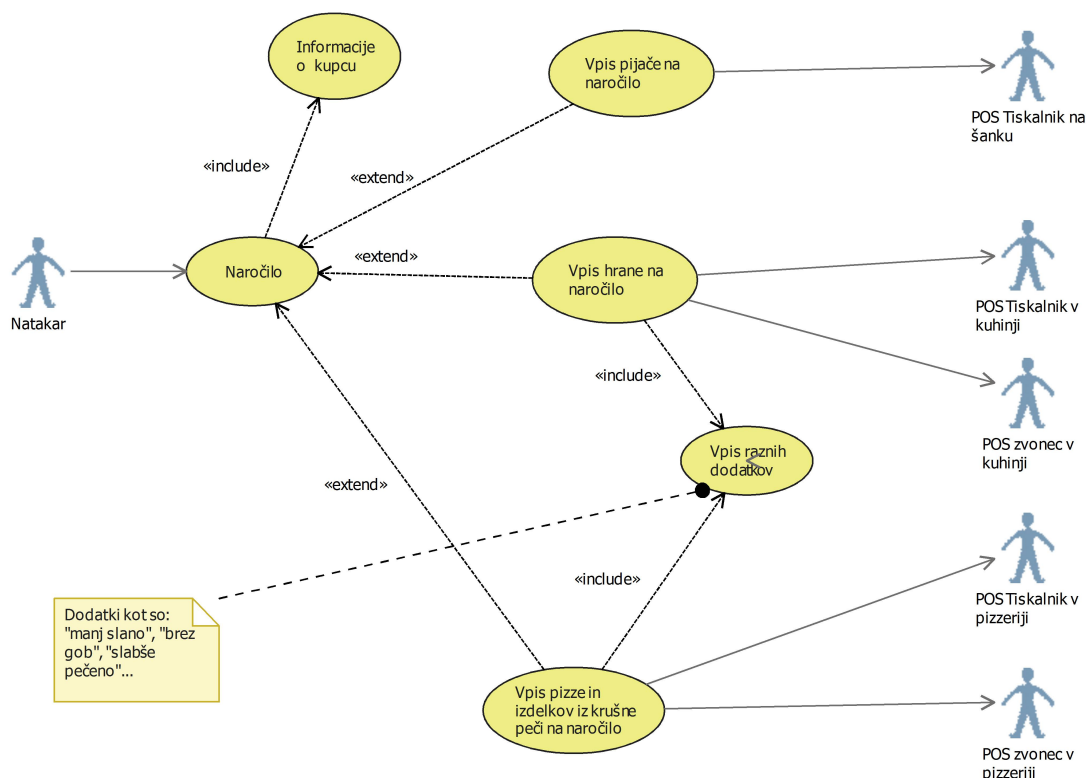 Informacije
o kupcu
Vpis pijače na
naročilo
POS Tiskalnik na
šanku
«include»
«extend»
Natakar
Naročilo
«extend»
Vpis hrane na
naročilo
POS Tiskalnik v
kuhinji
«include»
POS zvonec v
kuhinji
Vpis raznih
dodatkov
«extend»
«include»
POS Tiskalnik v
pizzeriji
Dodatki kot so:
"manj slano", "brez
gob", "slabše
pečeno"...
Vpis pizze in
izdelkov iz krušne
peči na naročilo
POS zvonec v
pizzeriji